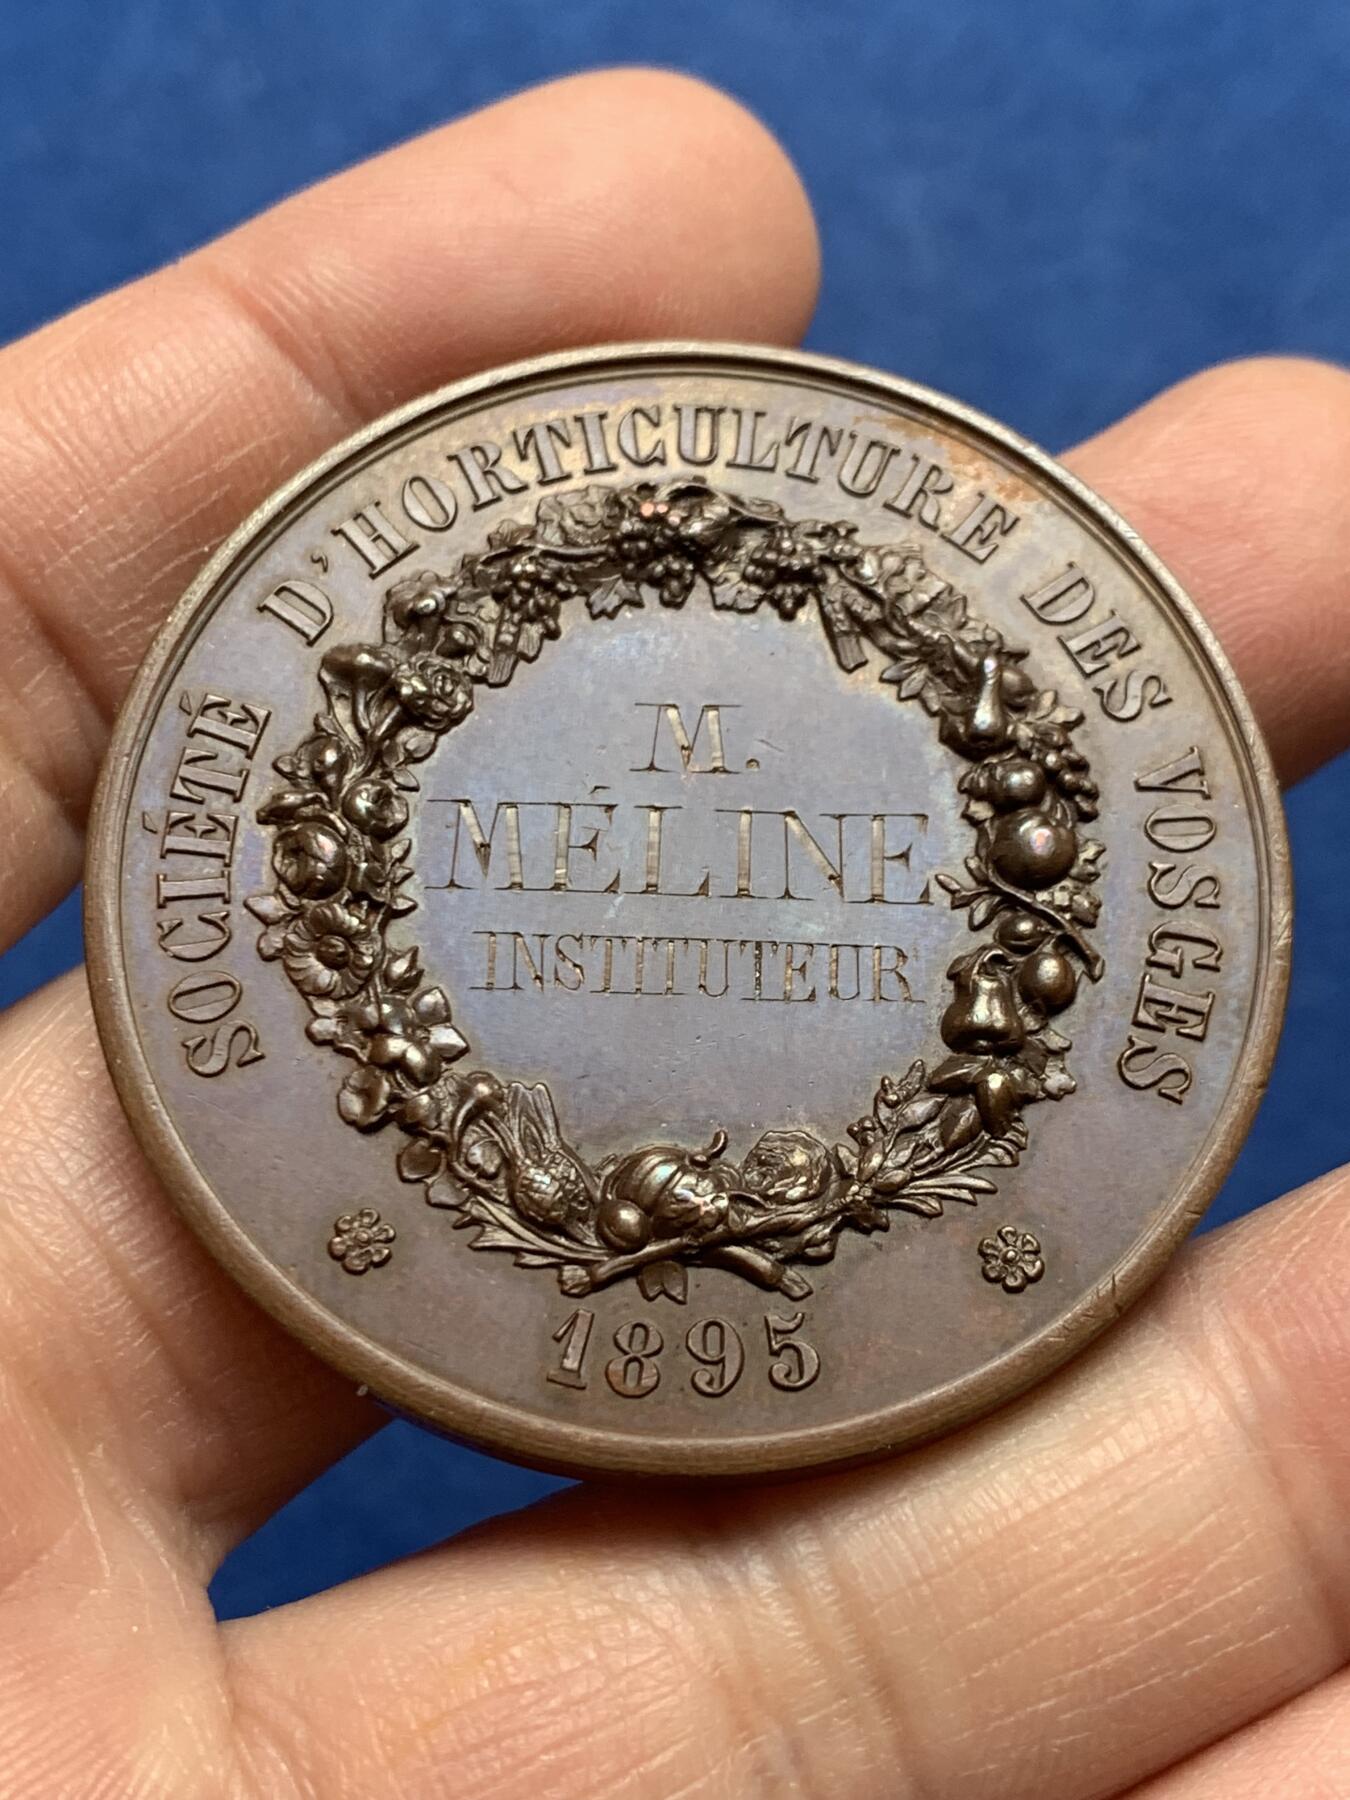 SOCIÉTÉ D'HORTICULTURE DES VOSGES
M.
MÉLINE
INSTITUTEUR
1895